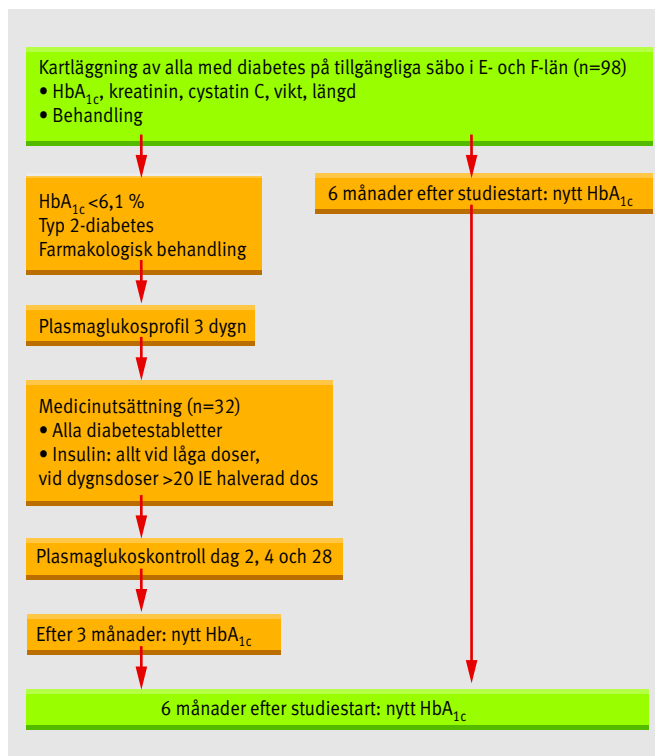 Kartläggning av alla med diabetes på tillgängliga säbo i E- och F-län (n=98)
• HbA1c, kreatinin, cystatin C, vikt, längd
• Behandling
HbA1c <6,1 %
Typ 2-diabetes
Farmakologisk behandling
6 månader efter studiestart: nytt HbA1c
Plasmaglukosprofil 3 dygn
Medicinutsättning (n=32)
• Alla diabetestabletter
• Insulin: allt vid låga doser,
vid dygnsdoser >20 IE halverad dos
Plasmaglukoskontroll dag 2, 4 och 28
Efter 3 månader: nytt HbA1c
6 månader efter studiestart: nytt HbA1c